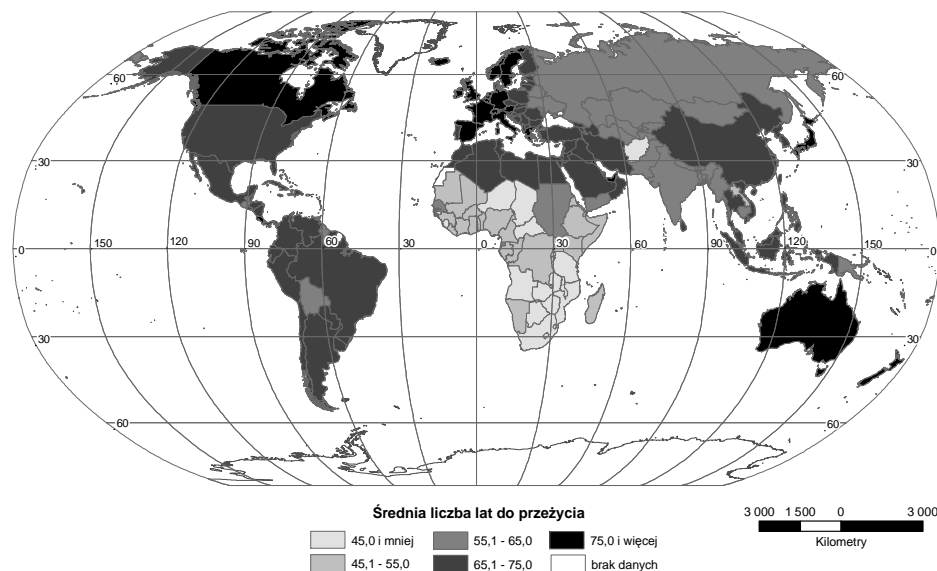 60
60
30
30
0
150
120
90
60
30
0
30
60
90
120
150
0
30
30
60
60
Średnia liczba lat do przeżycia
45,0 i mniej
55,1 - 65,0
75,0 i więcej
45,1 - 55,0
65,1 - 75,0
brak danych
3 000 1 500 0 3 000
Kilometry